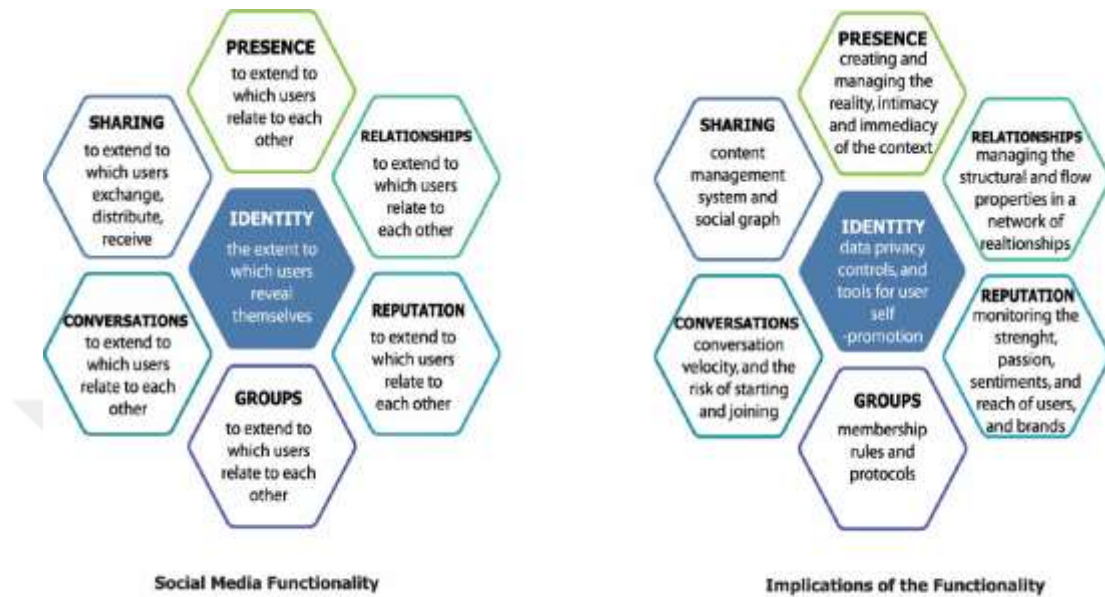 PRESENCE
to extend to
which users
relate to each
other
SHARING
to extend to
which users
exchange,
distribute,
receive
RELATIONSHIPS
to extend to
which users
relate to
each other
IDENTITY
the extent to
which users
reveal
themselves
CONVERSATIONS
to extend to
which users
relate to each
other
REPUTATION
to extend to
which users
relate to
each other
GROUPS
to extend to
which users
relate to each
other
Social Media Functionality
PRESENCE
creating and
managing the
reality, intimacy
and immediacy
of the context
SHARING
content
management
system and
social graph
RELATIONSHIPS
managing the
structural and flow
properties in a
network of
realtionships
IDENTITY
data privacy
controls, and
tools for user
self
-promotion
CONVERSATIONS
conversation
velocity, and the
risk of starting
and joining
REPUTATION
monitoring the
strenght,
passion,
sentiments, and
reach of users,
and brands
GROUPS
membership
rules and
protocols
Implications of the Functionality